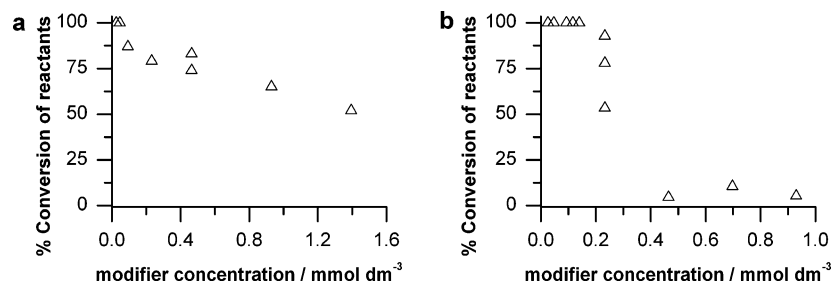 a
% Conversion of reactants
100
75
50
25
0
0.0 0.4 0.8 1.2 1.6
modifier concentration / mmol dm-3
b
% Conversion of reactants
100
75
50
25
0
0.0 0.2 0.4 0.6 0.8 1.0
modifier concentration / mmol dm-3